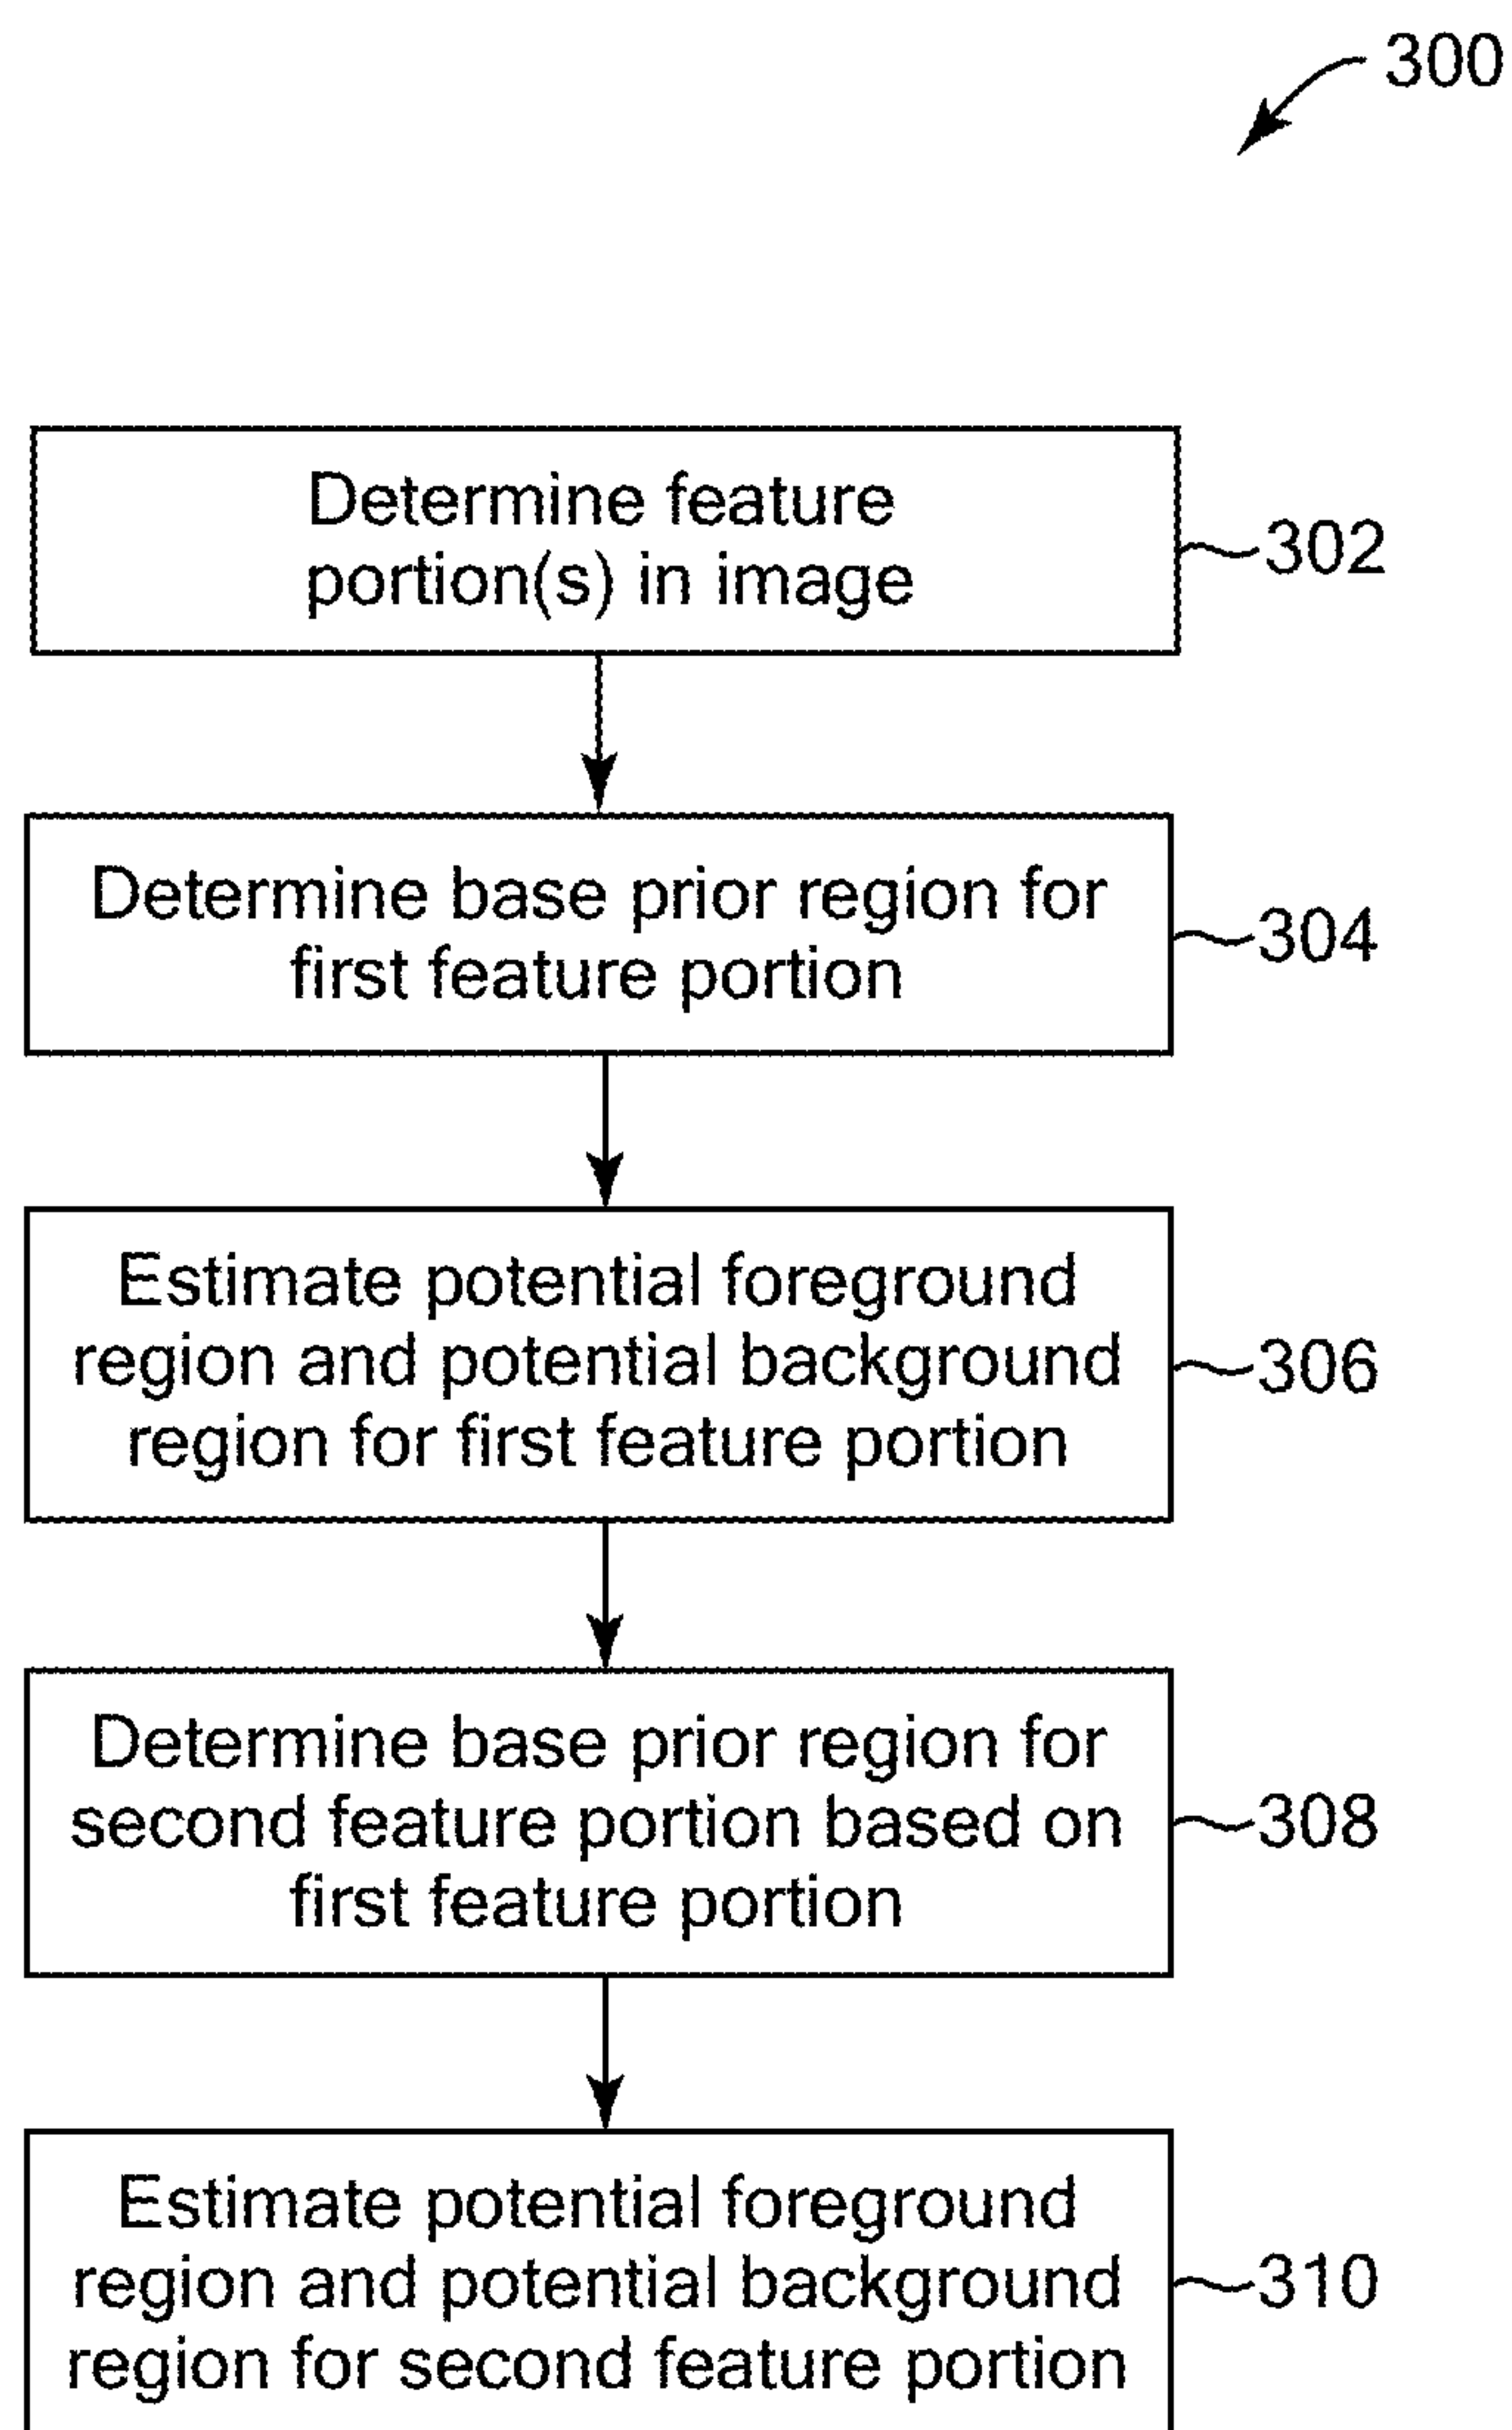 300
Determine feature
portion(s) in image
302
Determine base prior region for
first feature portion
304
Estimate potential foreground
region and potential background
region for first feature portion
306
Determine base prior region for
second feature portion based on
first feature portion
308
Estimate potential foreground
region and potential background
region for second feature portion
310